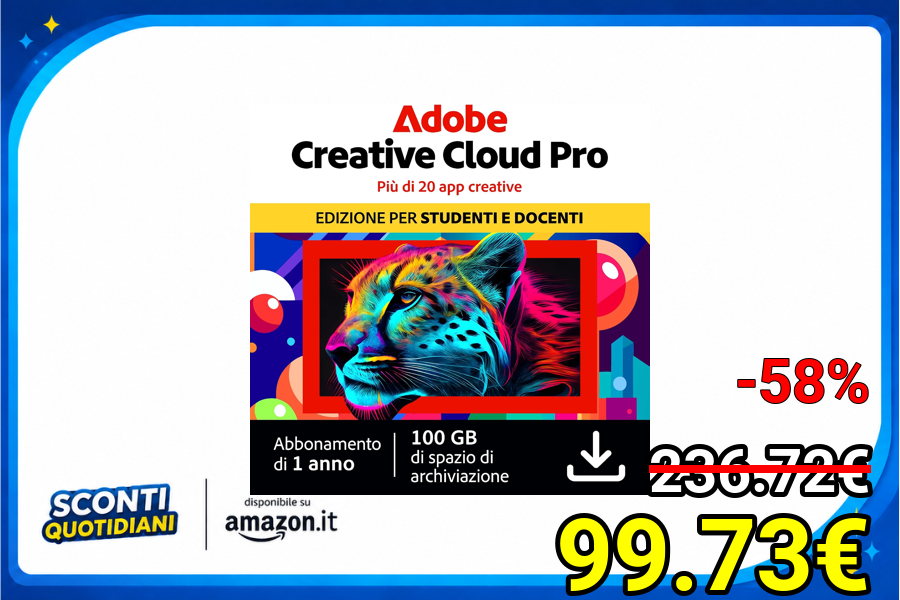 Adobe
Creative Cloud Pro
Più di 20 app creative
EDIZIONE PER STUDENTI E DOCENTI
Abbonamento
di 1 anno
100 GB
di spazio di
archiviazione
-58%
236.72€
99.73€
SCONTI
QUOTIDIANI
disponibile su
amazon.it